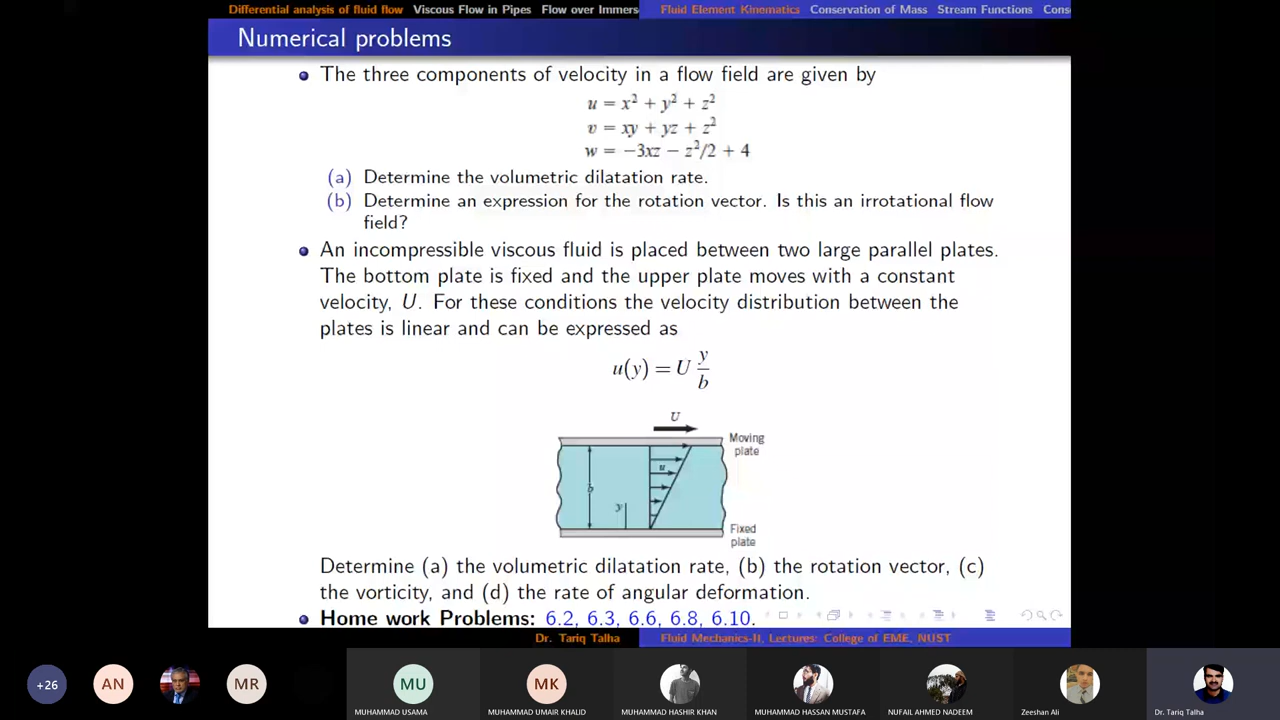 Differential analysis of fluid flow Viscous Flow in Pipes Flow over Immers Fluid Element Kinematics Conservation of Mass Stream Functions Cons
Numerical problems
The three components of velocity in a flow field are given by
u = x² + y² + z²
v = xy + yz + z²
w = −3xz − z²/2 + 4
(a) Determine the volumetric dilatation rate.
(b) Determine an expression for the rotation vector. Is this an irrotational flow
field?
An incompressible viscous fluid is placed between two large parallel plates.
The bottom plate is fixed and the upper plate moves with a constant
velocity, U. For these conditions the velocity distribution between the
plates is linear and can be expressed as
u(y) = U y/b
U
Moving
plate
u
b
y
Fixed
plate
Determine (a) the volumetric dilatation rate, (b) the rotation vector, (c)
the vorticity, and (d) the rate of angular deformation.
Home work Problems: 6.2, 6.3, 6.6, 6.8, 6.10.
Dr. Tariq Talha Fluid Mechanics-II, Lectures: College of EME, NUST
+26 AN MR MU MK
MUHAMMAD USAMA MUHAMMAD UMAIR KHALID MUHAMMAD HASHIR KHAN MUHAMMAD HASSAN MUSTAFA NUFAIL AHMED NADEEM Zeeshan Ali Dr. Tariq Talha